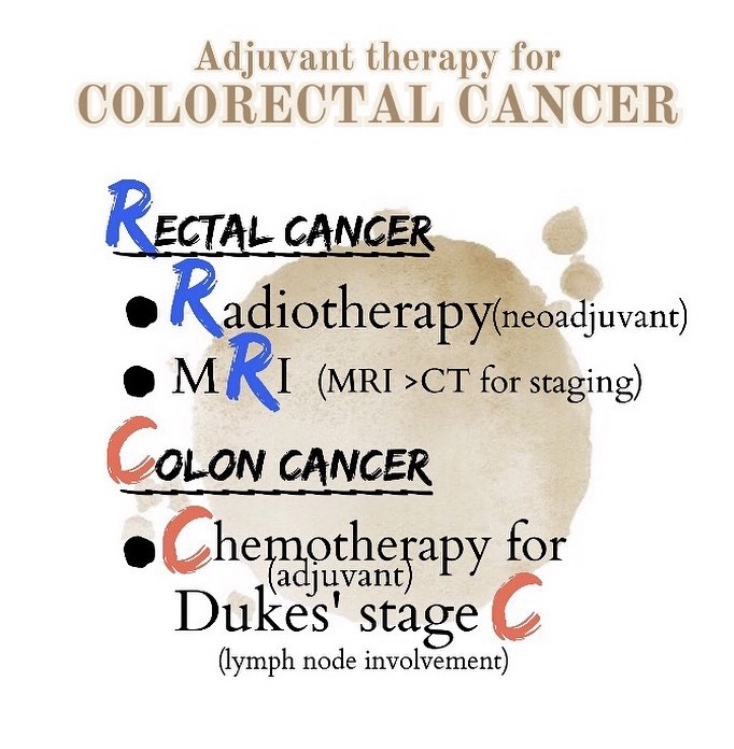 Adjuvant therapy for
COLORECTAL CANCER
RECTAL CANCER
● Radiotherapy(neoadjuvant)
● MRI (MRI >CT for staging)
COLON CANCER
● Chemotherapy for
(adjuvant)
Dukes' stage C
(lymph node involvement)